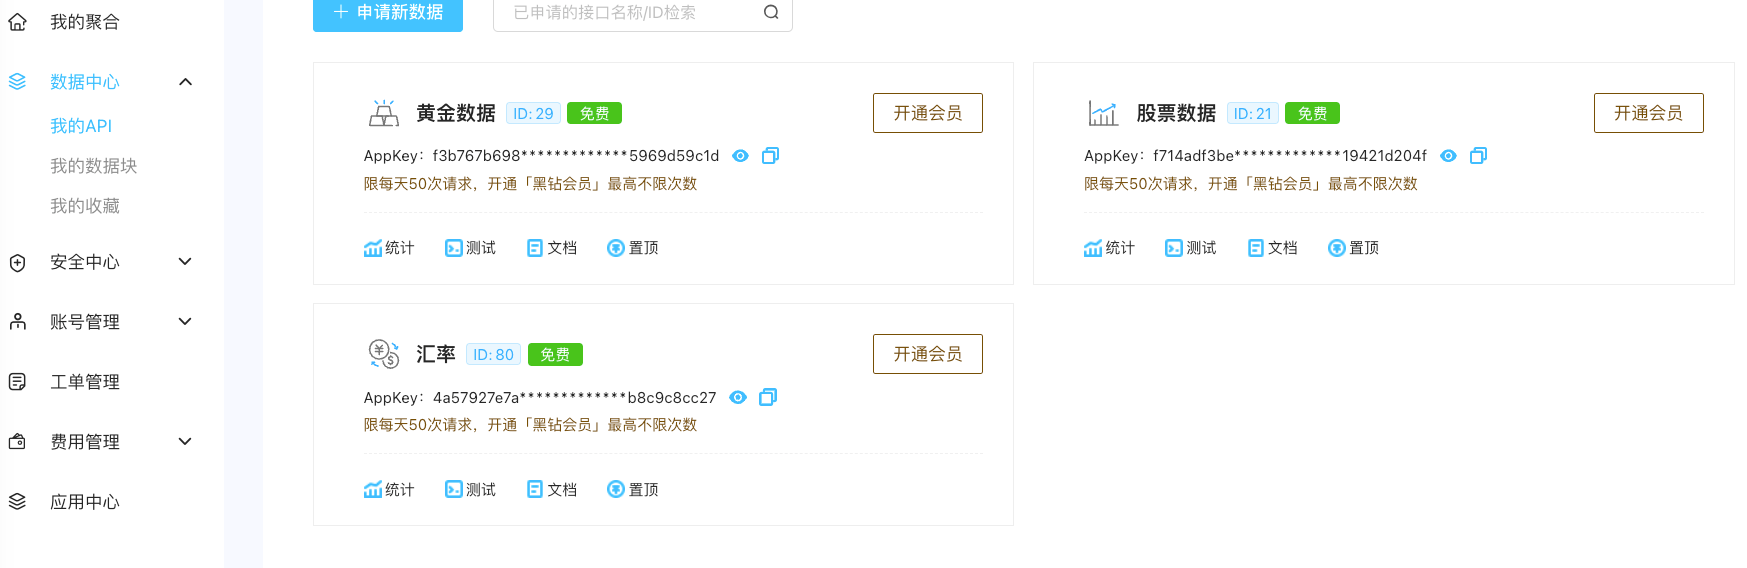 我的聚合
数据中心
我的API
我的数据块
我的收藏
安全中心
账号管理
工单管理
费用管理
应用中心
申请新数据
已申请的接口名称/ID检索
黄金数据 ID: 29 免费 开通会员
AppKey：f3b767b698*************5969d59c1d
限每天50次请求，开通「黑钻会员」最高不限次数
统计 测试 文档 置顶
股票数据 ID: 21 免费 开通会员
AppKey：f714adf3be*************19421d204f
限每天50次请求，开通「黑钻会员」最高不限次数
统计 测试 文档 置顶
汇率 ID: 80 免费 开通会员
AppKey：4a57927e7a*************b8c9c8cc27
限每天50次请求，开通「黑钻会员」最高不限次数
统计 测试 文档 置顶